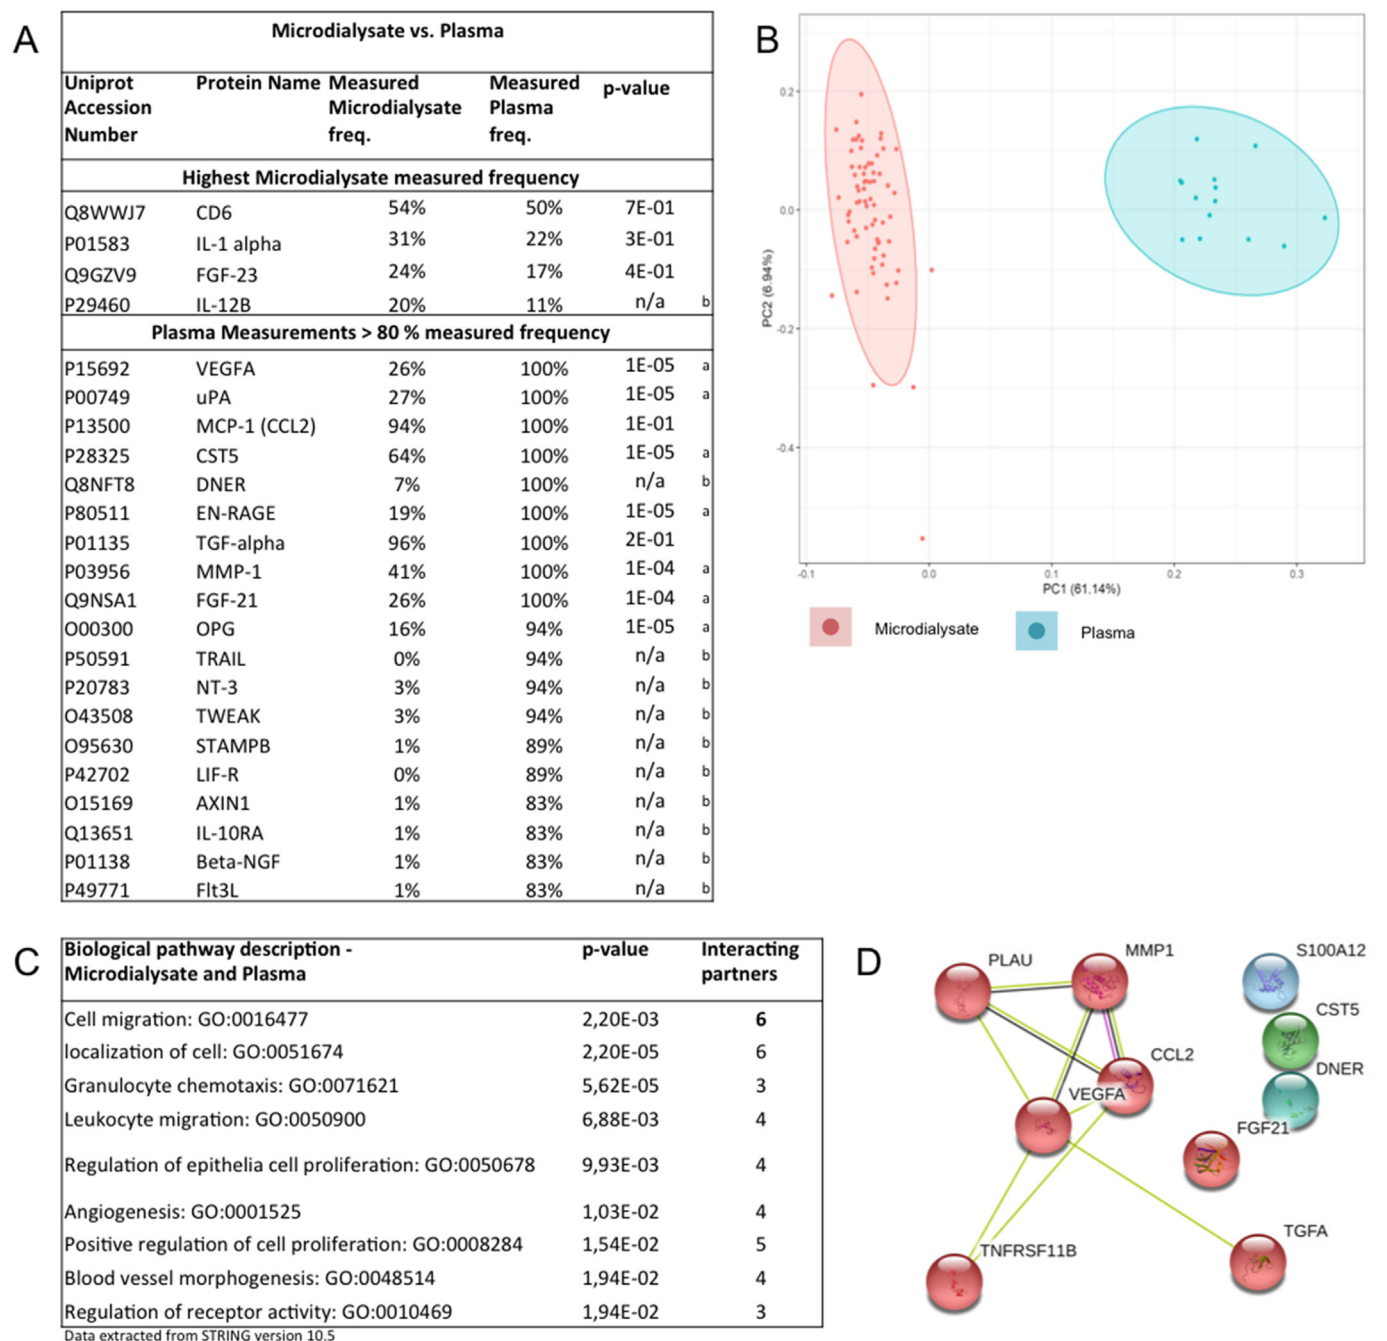 A
Microdialysate vs. Plasma
Uniprot Accession Number Protein Name Measured Microdialysate freq. Measured Plasma freq. p-value
Highest Microdialysate measured frequency
Q8WWJ7 CD6 54% 50% 7E-01
P01583 IL-1 alpha 31% 22% 3E-01
Q9GZV9 FGF-23 24% 17% 4E-01
P29460 IL-12B 20% 11% n/a b
Plasma Measurements > 80 % measured frequency
P15692 VEGFA 26% 100% 1E-05 a
P00749 uPA 27% 100% 1E-05 a
P13500 MCP-1 (CCL2) 94% 100% 1E-01
P28325 CST5 64% 100% 1E-05 a
Q8NFT8 DNER 7% 100% n/a b
P80511 EN-RAGE 19% 100% 1E-05 a
P01135 TGF-alpha 96% 100% 2E-01
P03956 MMP-1 41% 100% 1E-04 a
Q9NSA1 FGF-21 26% 100% 1E-04 a
O00300 OPG 16% 94% 1E-05 a
P50591 TRAIL 0% 94% n/a b
P20783 NT-3 3% 94% n/a b
O43508 TWEAK 3% 94% n/a b
O95630 STAMPB 1% 89% n/a b
P42702 LIF-R 0% 89% n/a b
O15169 AXIN1 1% 83% n/a b
Q13651 IL-10RA 1% 83% n/a b
P01138 Beta-NGF 1% 83% n/a b
P49771 Flt3L 1% 83% n/a b
B
PC2 (6.94%)
0.2
0.0
-0.2
-0.4
-0.1 0.0 0.1 0.2 0.3
PC1 (61.14%)
Microdialysate Plasma
C
Biological pathway description - Microdialysate and Plasma p-value Interacting partners
Cell migration: GO:0016477 2,20E-03 6
localization of cell: GO:0051674 2,20E-05 6
Granulocyte chemotaxis: GO:0071621 5,62E-05 3
Leukocyte migration: GO:0050900 6,88E-03 4
Regulation of epithelia cell proliferation: GO:0050678 9,93E-03 4
Angiogenesis: GO:0001525 1,03E-02 4
Positive regulation of cell proliferation: GO:0008284 1,54E-02 5
Blood vessel morphogenesis: GO:0048514 1,94E-02 4
Regulation of receptor activity: GO:0010469 1,94E-02 3
Data extracted from STRING version 10.5
D
PLAU
MMP1
S100A12
CST5
CCL2
DNER
VEGFA
FGF21
TNFRSF11B
TGFA